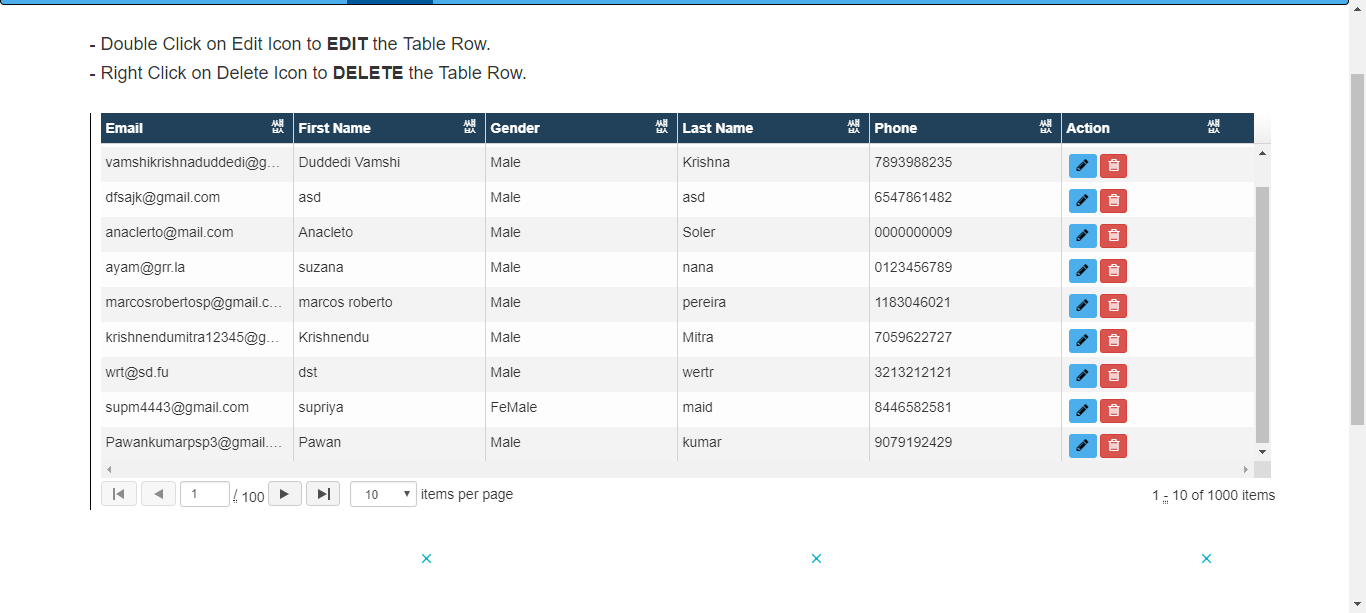 - Double Click on Edit Icon to EDIT the Table Row.
- Right Click on Delete Icon to DELETE the Table Row.
Email First Name Gender Last Name Phone Action
vamshikrishnaduddedi@g... Duddedi Vamshi Male Krishna 7893988235
dfsajk@gmail.com asd Male asd 6547861482
anaclerto@mail.com Anacleto Male Soler 0000000009
ayam@grr.la suzana Male nana 0123456789
marcosrobertosp@gmail.c... marcos roberto Male pereira 1183046021
krishnendumitra12345@g... Krishnendu Male Mitra 7059622727
wrt@sd.fu dst Male wertr 3213212121
supm4443@gmail.com supriya FeMale maid 8446582581
Pawankumarpsp3@gmail.... Pawan Male kumar 9079192429
1 / 100 10 items per page 1 - 10 of 1000 items